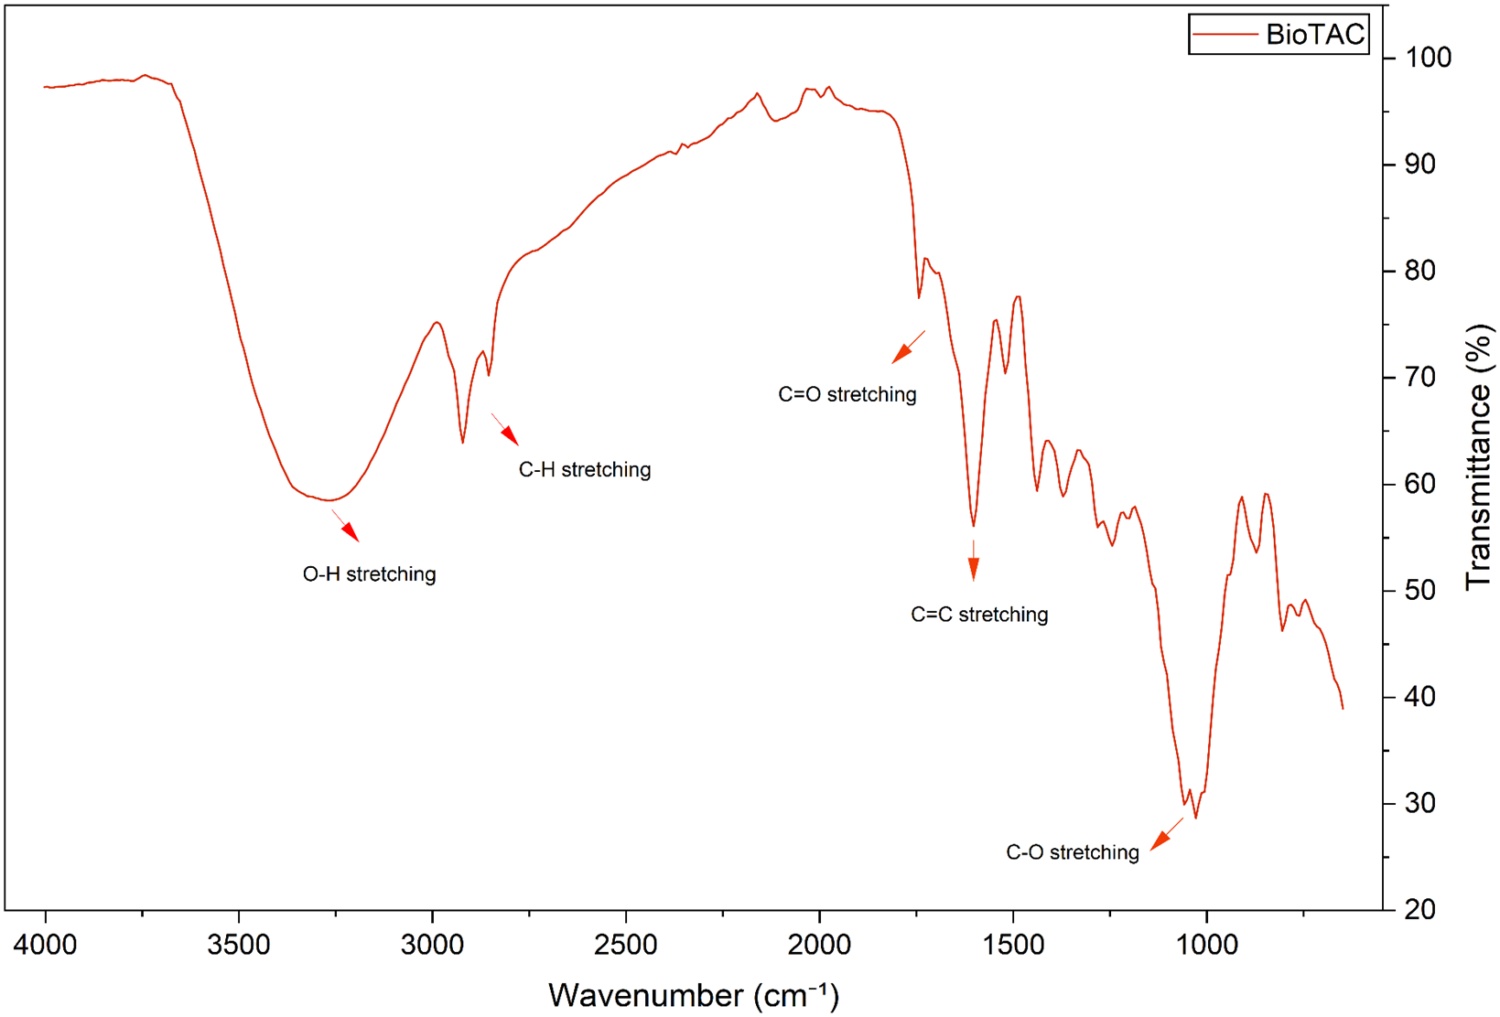 BioTAC
100
90
80
70
60
50
40
30
20
Transmittance (%)
C=O stretching
C-H stretching
O-H stretching
C=C stretching
C-O stretching
4000 3500 3000 2500 2000 1500 1000
Wavenumber (cm⁻¹)